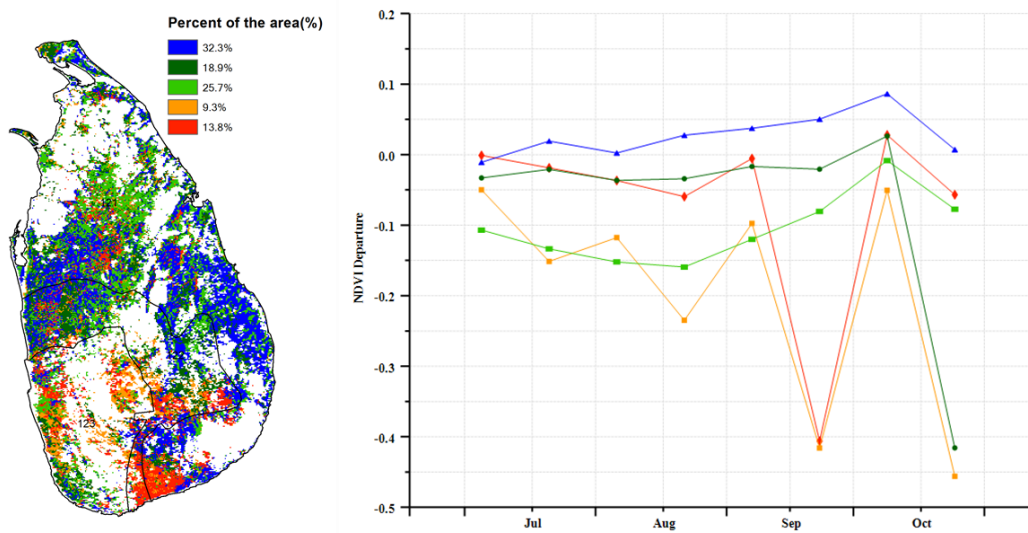 Percent of the area(%)
32.3%
18.9%
25.7%
9.3%
13.8%
123
NDVI Departure
0.2
0.1
0.0
-0.1
-0.2
-0.3
-0.4
-0.5
Jul
Aug
Sep
Oct